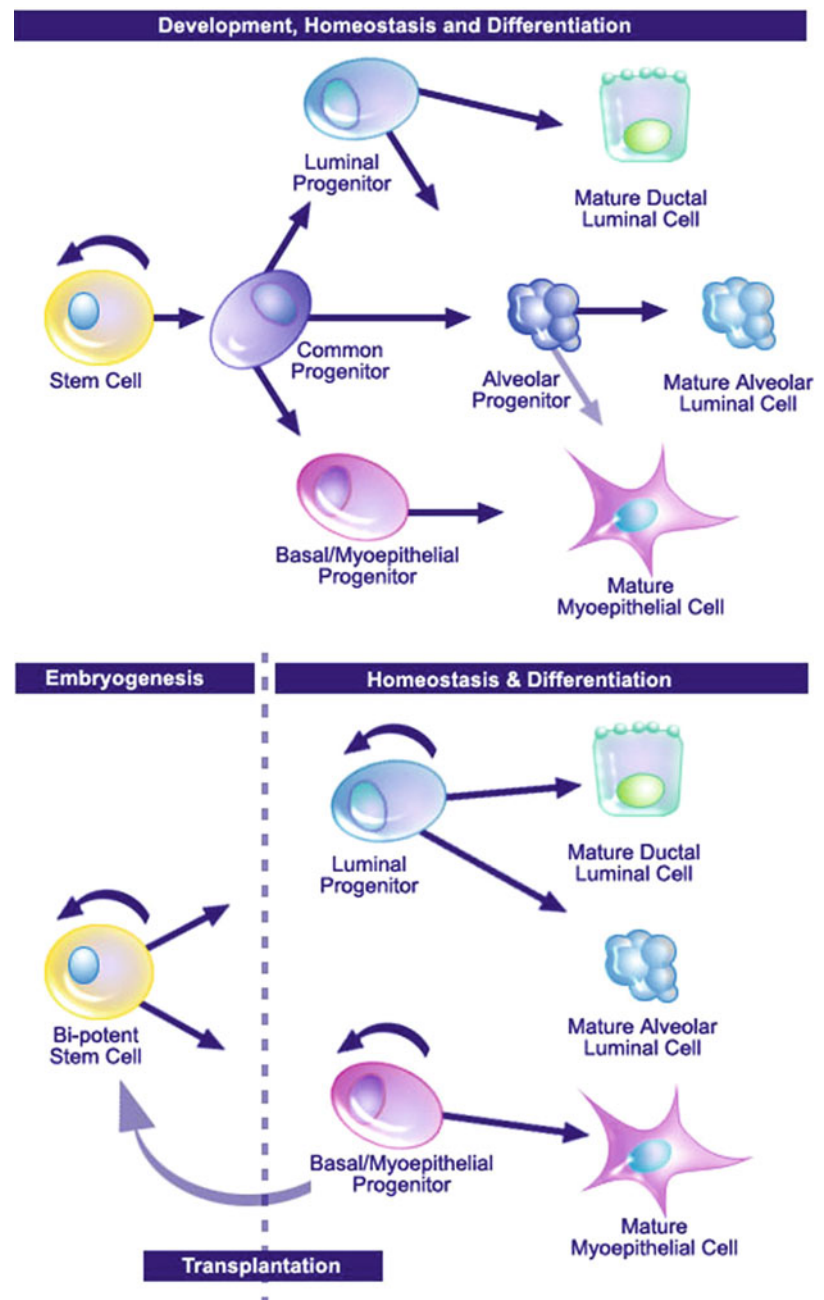 Development, Homeostasis and Differentiation
Luminal
Progenitor
Mature Ductal
Luminal Cell
Stem Cell
Common
Progenitor
Alveolar
Progenitor
Mature Alveolar
Luminal Cell
Basal/Myoepithelial
Progenitor
Mature
Myoepithelial Cell
Embryogenesis
Homeostasis & Differentiation
Luminal
Progenitor
Mature Ductal
Luminal Cell
Bi-potent
Stem Cell
Mature Alveolar
Luminal Cell
Basal/Myoepithelial
Progenitor
Mature
Myoepithelial Cell
Transplantation